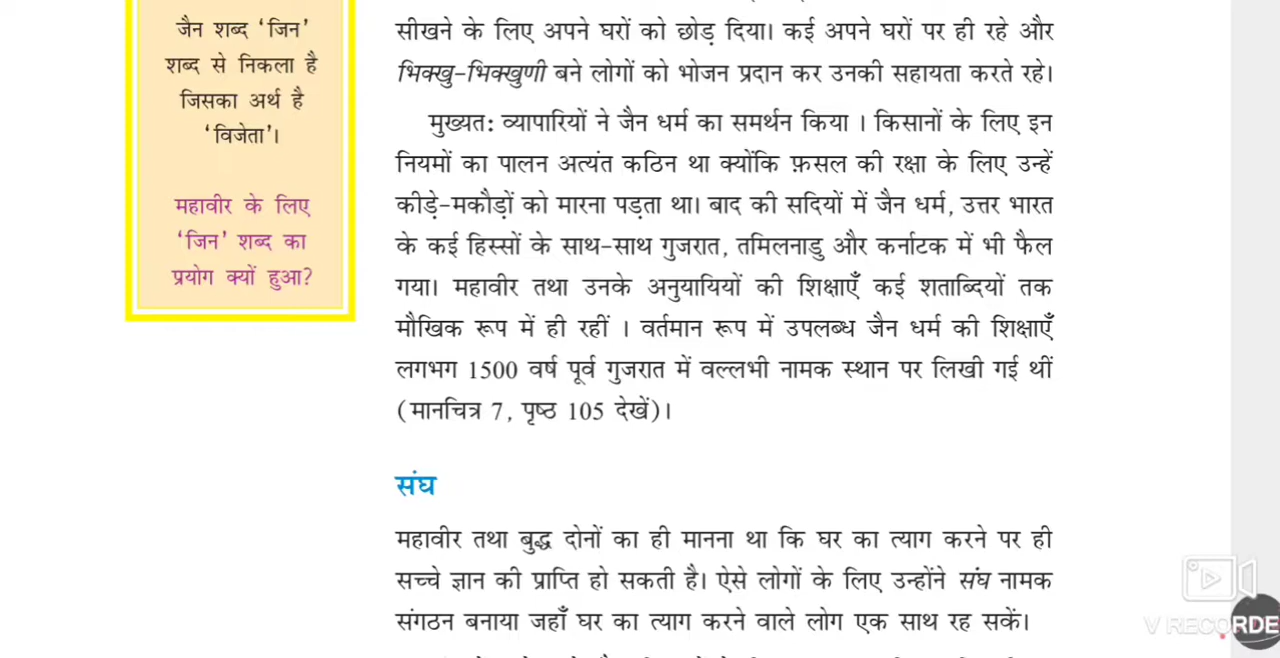 जैन शब्द ‘जिन’
शब्द से निकला है
जिसका अर्थ है
‘विजेता’।
महावीर के लिए
‘जिन’ शब्द का
प्रयोग क्यों हुआ?
सीखने के लिए अपने घरों को छोड़ दिया। कई अपने घरों पर ही रहे और
भिक्खु-भिक्खुणी बने लोगों को भोजन प्रदान कर उनकी सहायता करते रहे।
मुख्यत: व्यापारियों ने जैन धर्म का समर्थन किया । किसानों के लिए इन
नियमों का पालन अत्यंत कठिन था क्योंकि फ़सल की रक्षा के लिए उन्हें
कीड़े-मकौड़ों को मारना पड़ता था। बाद की सदियों में जैन धर्म, उत्तर भारत
के कई हिस्सों के साथ-साथ गुजरात, तमिलनाडु और कर्नाटक में भी फैल
गया। महावीर तथा उनके अनुयायियों की शिक्षाएँ कई शताब्दियों तक
मौखिक रूप में ही रहीं । वर्तमान रूप में उपलब्ध जैन धर्म की शिक्षाएँ
लगभग 1500 वर्ष पूर्व गुजरात में वल्लभी नामक स्थान पर लिखी गई थीं
(मानचित्र 7, पृष्ठ 105 देखें)।
संघ
महावीर तथा बुद्ध दोनों का ही मानना था कि घर का त्याग करने पर ही
सच्चे ज्ञान की प्राप्ति हो सकती है। ऐसे लोगों के लिए उन्होंने संघ नामक
संगठन बनाया जहाँ घर का त्याग करने वाले लोग एक साथ रह सकें।
V RECORDE